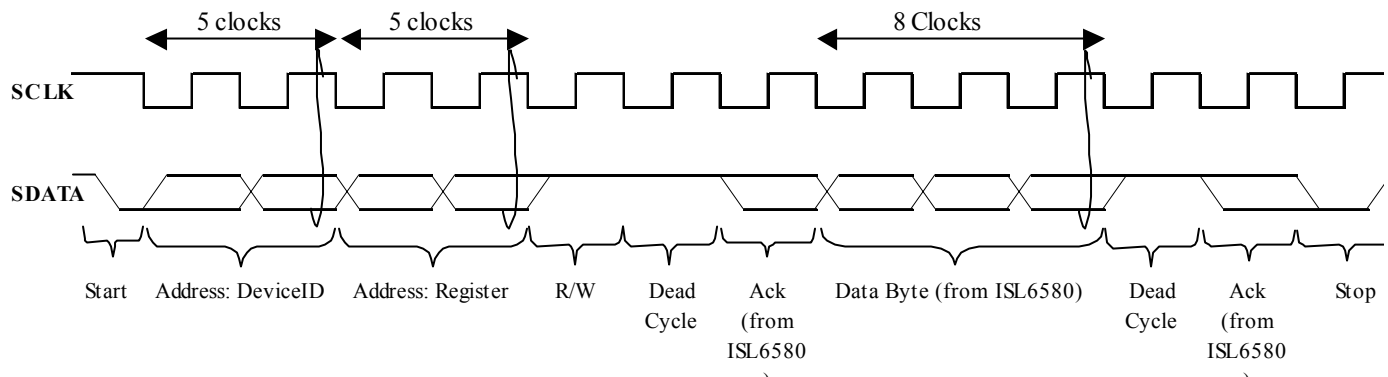 5 clocks
5 clocks
8 Clocks
SCLK
SDATA
Start
Address: DeviceID
Address: Register
R/W
Dead
Cycle
Ack
(from
ISL6580
)
Data Byte (from ISL6580)
Dead
Cycle
Ack
(from
ISL6580
)
Stop